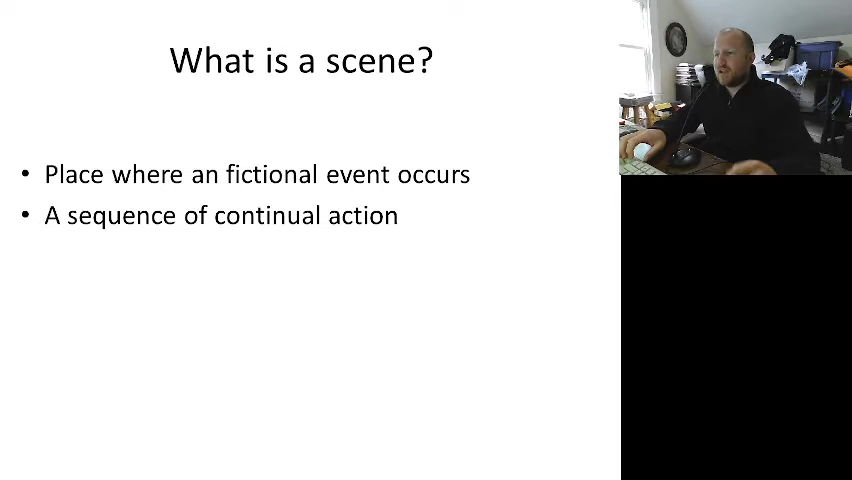 What is a scene?
• Place where an fictional event occurs
• A sequence of continual action